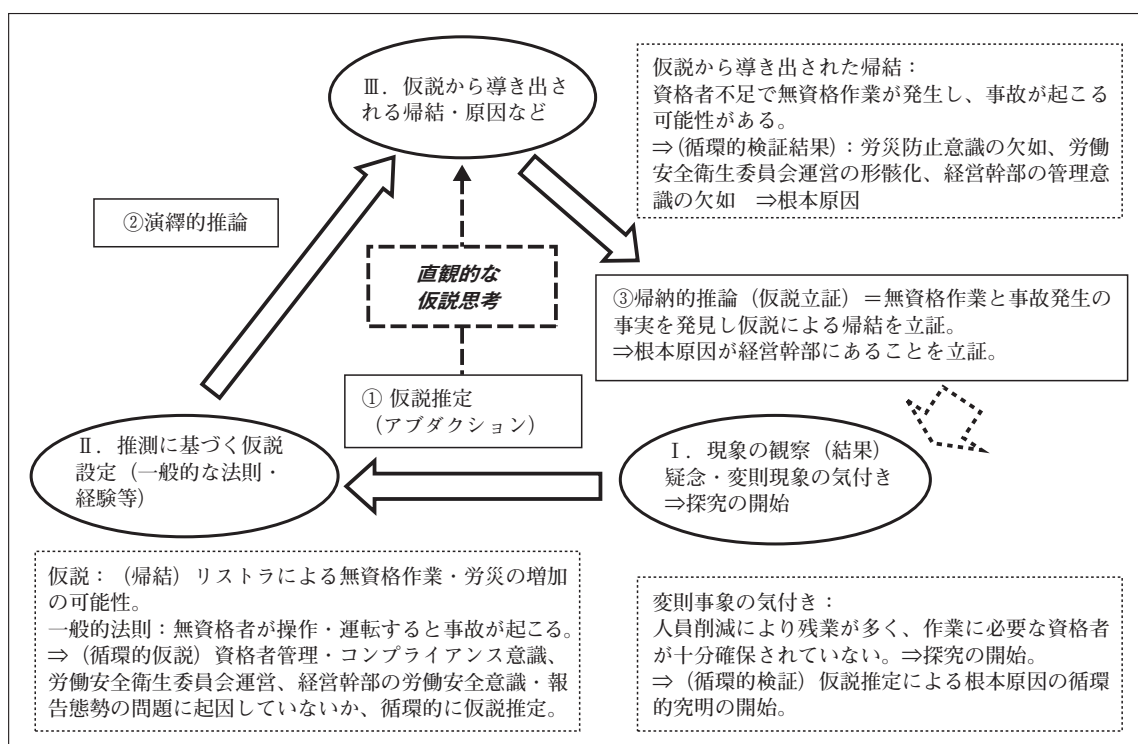 Ⅲ．仮説から導き出さ
れる帰結・原因など
仮説から導き出された帰結：
資格者不足で無資格作業が発生し、事故が起こる
可能性がある。
⇒（循環的検証結果）：労災防止意識の欠如、労働
安全衛生委員会運営の形骸化、経営幹部の管理意
識の欠如　⇒根本原因
②演繹的推論
直観的な
仮説思考
③帰納的推論（仮説立証）＝無資格作業と事故発生の
事実を発見し仮説による帰結を立証。
⇒根本原因が経営幹部にあることを立証。
① 仮説推定
（アブダクション）
Ⅱ．推測に基づく仮説
設定（一般的な法則・
経験等）
Ⅰ．現象の観察（結果）
疑念・変則現象の気付き
⇒探究の開始
仮説：（帰結）リストラによる無資格作業・労災の増加
の可能性。
一般的法則：無資格者が操作・運転すると事故が起こる。
⇒（循環的仮説）資格者管理・コンプライアンス意識、
労働安全衛生委員会運営、経営幹部の労働安全意識・報
告態勢の問題に起因していないか、循環的に仮説推定。
変則事象の気付き：
人員削減により残業が多く、作業に必要な資格者
が十分確保されていない。⇒探究の開始。
⇒（循環的検証）仮説推定による根本原因の循環
的究明の開始。